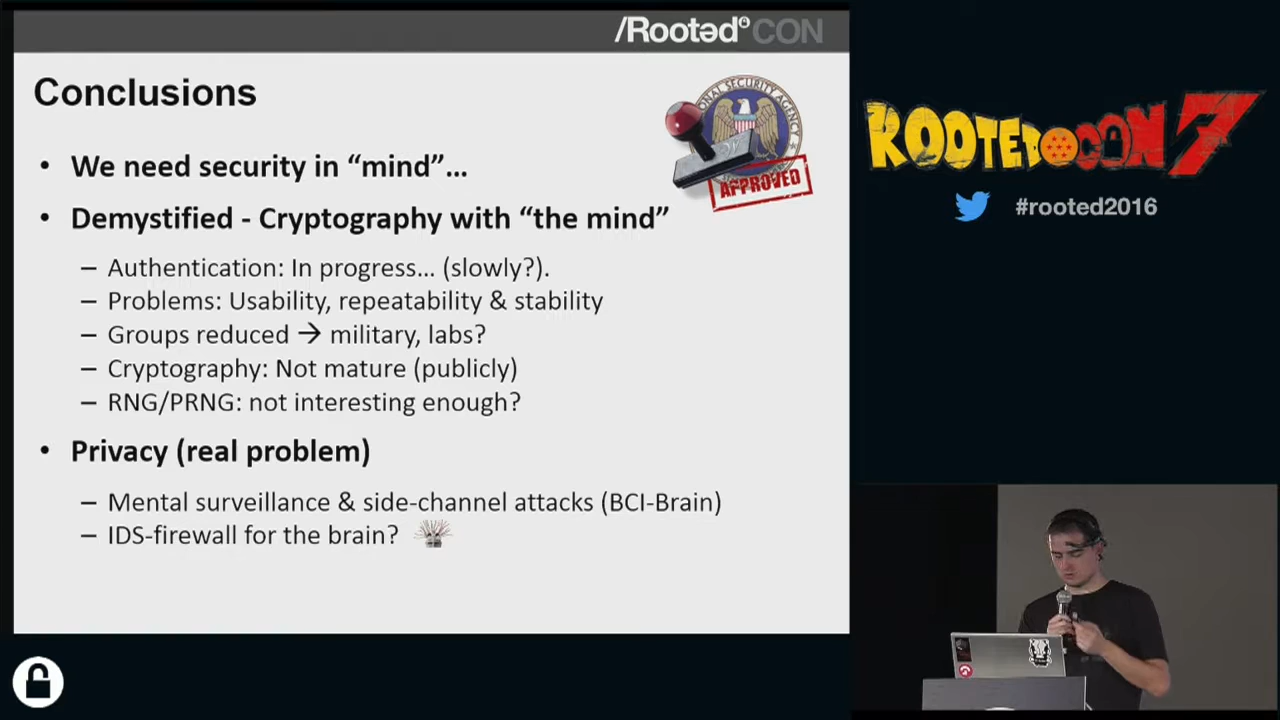 /Rooted CON
Conclusions
NAL SECURITY AGENCY
APPROVED
• We need security in “mind”...
• Demystified - Cryptography with “the mind”
– Authentication: In progress... (slowly?).
– Problems: Usability, repeatability & stability
– Groups reduced → military, labs?
– Cryptography: Not mature (publicly)
– RNG/PRNG: not interesting enough?
• Privacy (real problem)
– Mental surveillance & side-channel attacks (BCI-Brain)
– IDS-firewall for the brain?
ROOTEDCON 7
#rooted2016